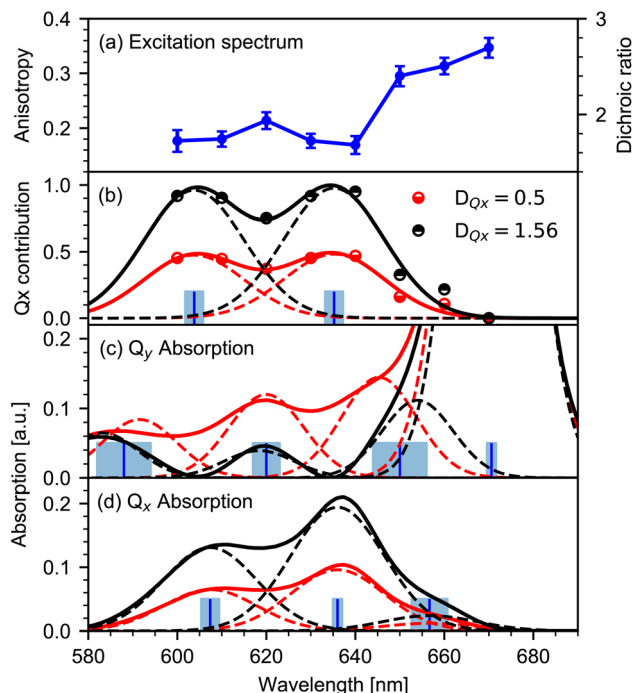 0.4
(a) Excitation spectrum
3
Anisotropy
0.3
Dichroic ratio
2
0.2
1.0
(b)
D_Qx = 0.5
Qx contribution
D_Qx = 1.56
0.5
0.0
0.2
(c) Q_y Absorption
0.1
Absorption [a.u.]
0.0
0.2
(d) Q_x Absorption
0.1
0.0
580 600 620 640 660 680
Wavelength [nm]